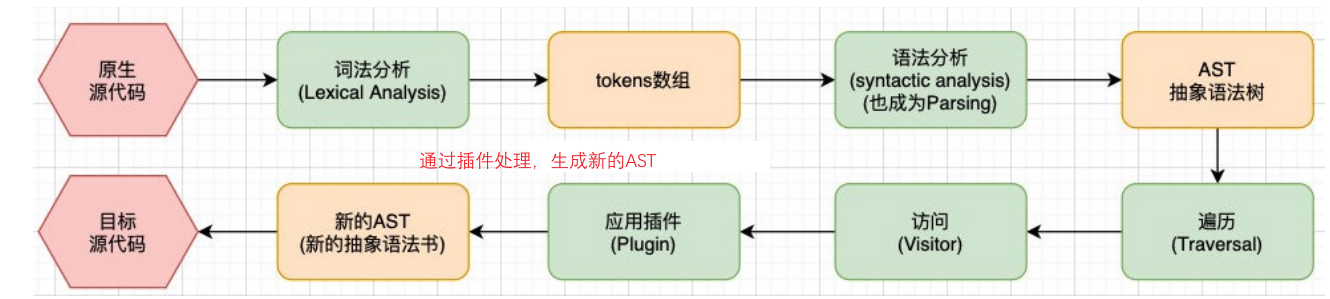 原生
源代码
词法分析
(Lexical Analysis)
tokens数组
语法分析
(syntactic analysis)
(也成为Parsing)
AST
抽象语法树
通过插件处理，生成新的AST
目标
源代码
新的AST
(新的抽象语法书)
应用插件
(Plugin)
访问
(Visitor)
遍历
(Traversal)